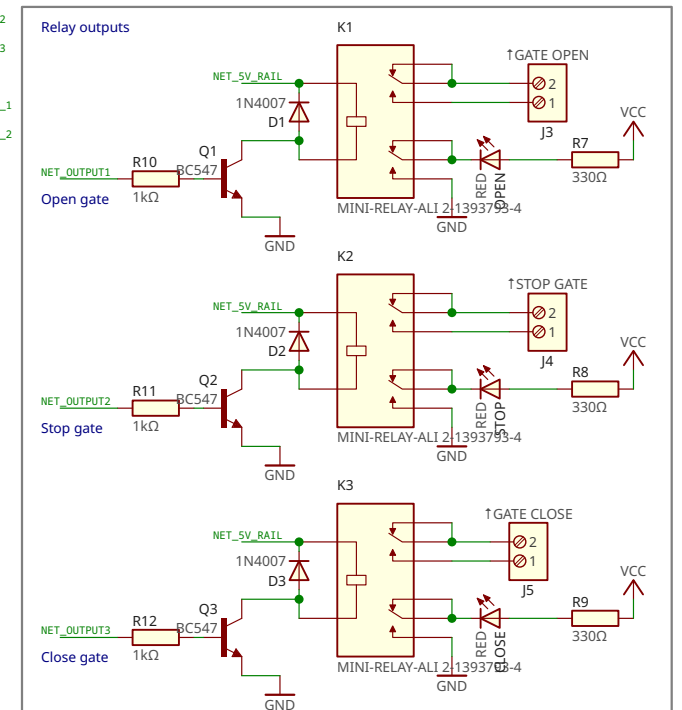 2
3
_1
_2
Relay outputs
K1
NET_5V_RAIL
1N4007
D1
↑GATE OPEN
2
1
J3
VCC
R7
330Ω
Q1
BC547
R10
NET_OUTPUT1
1kΩ
Open gate
RED
OPEN
MINI-RELAY-ALI 2-1393793-4
GND
GND
K2
NET_5V_RAIL
1N4007
D2
↑STOP GATE
2
1
J4
VCC
R8
330Ω
Q2
BC547
R11
NET_OUTPUT2
1kΩ
Stop gate
RED
STOP
MINI-RELAY-ALI 2-1393793-4
GND
GND
K3
NET_5V_RAIL
1N4007
D3
↑GATE CLOSE
2
1
J5
VCC
R9
330Ω
Q3
BC547
R12
NET_OUTPUT3
1kΩ
Close gate
RED
CLOSE
MINI-RELAY-ALI 2-1393793-4
GND
GND